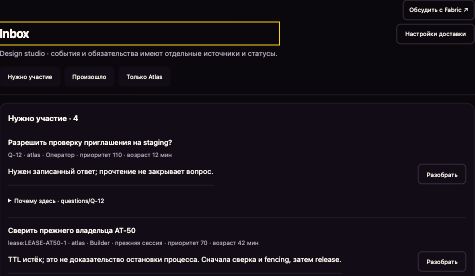 Обсудить с Fabric ↗
Inbox
Настройки доставки
Design studio · события и обязательства имеют отдельные источники и статусы.
Нужно участие
Произошло
Только Atlas
Нужно участие · 4
Разрешить проверку приглашения на staging?
Q-12 · atlas · Оператор · приоритет 110 · возраст 12 мин
Нужен записанный ответ; прочтение не закрывает вопрос.
Разобрать
▸ Почему здесь · questions/Q-12
Сверить прежнего владельца AT-50
lease:LEASE-AT50-1 · atlas · Builder · прежняя сессия · приоритет 70 · возраст 42 мин
TTL истёк; это не доказательство остановки процесса. Сначала сверка и fencing, затем release.
Разобрать